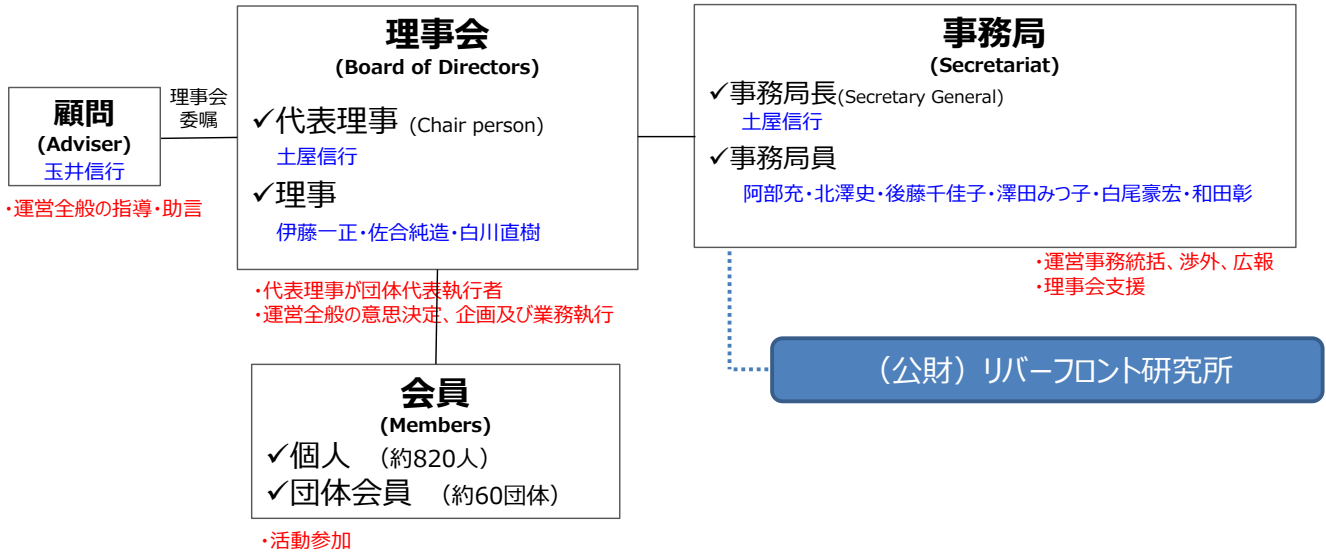 顧問
(Adviser)
玉井信行
・運営全般の指導・助言
理事会
委嘱
理事会
(Board of Directors)
✓代表理事 (Chair person)
土屋信行
✓理事
伊藤一正・佐合純造・白川直樹
・代表理事が団体代表執行者
・運営全般の意思決定、企画及び業務執行
事務局
(Secretariat)
✓事務局長(Secretary General)
土屋信行
✓事務局員
阿部充・北澤史・後藤千佳子・澤田みつ子・白尾豪宏・和田彰
・運営事務統括、渉外、広報
・理事会支援
（公財）リバーフロント研究所
会員
(Members)
✓個人 （約820人）
✓団体会員 （約60団体）
・活動参加